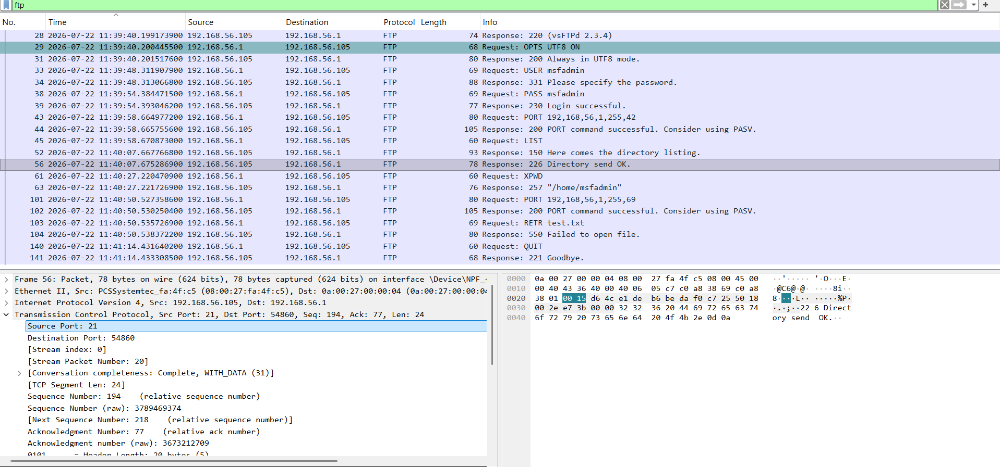 ftp
No. Time Source Destination Protocol Length Info
28 2026-07-22 11:39:40.199173900 192.168.56.105 192.168.56.1 FTP 74 Response: 220 (vsFTPd 2.3.4)
29 2026-07-22 11:39:40.200445500 192.168.56.1 192.168.56.105 FTP 68 Request: OPTS UTF8 ON
31 2026-07-22 11:39:40.201517600 192.168.56.105 192.168.56.1 FTP 80 Response: 200 Always in UTF8 mode.
33 2026-07-22 11:39:48.311907900 192.168.56.1 192.168.56.105 FTP 69 Request: USER msfadmin
34 2026-07-22 11:39:48.313066800 192.168.56.105 192.168.56.1 FTP 88 Response: 331 Please specify the password.
38 2026-07-22 11:39:54.384471500 192.168.56.1 192.168.56.105 FTP 69 Request: PASS msfadmin
39 2026-07-22 11:39:54.393046200 192.168.56.105 192.168.56.1 FTP 77 Response: 230 Login successful.
43 2026-07-22 11:39:58.664977200 192.168.56.1 192.168.56.105 FTP 80 Request: PORT 192,168,56,1,255,42
44 2026-07-22 11:39:58.665755600 192.168.56.105 192.168.56.1 FTP 105 Response: 200 PORT command successful. Consider using PASV.
45 2026-07-22 11:39:58.670873000 192.168.56.1 192.168.56.105 FTP 60 Request: LIST
52 2026-07-22 11:40:07.667766800 192.168.56.105 192.168.56.1 FTP 93 Response: 150 Here comes the directory listing.
56 2026-07-22 11:40:07.675286900 192.168.56.105 192.168.56.1 FTP 78 Response: 226 Directory send OK.
61 2026-07-22 11:40:27.220470900 192.168.56.1 192.168.56.105 FTP 60 Request: XPWD
63 2026-07-22 11:40:27.221726900 192.168.56.105 192.168.56.1 FTP 76 Response: 257 "/home/msfadmin"
101 2026-07-22 11:40:50.527358600 192.168.56.1 192.168.56.105 FTP 80 Request: PORT 192,168,56,1,255,69
102 2026-07-22 11:40:50.530250400 192.168.56.105 192.168.56.1 FTP 105 Response: 200 PORT command successful. Consider using PASV.
103 2026-07-22 11:40:50.535726900 192.168.56.1 192.168.56.105 FTP 69 Request: RETR test.txt
104 2026-07-22 11:40:50.538372200 192.168.56.105 192.168.56.1 FTP 80 Response: 550 Failed to open file.
140 2026-07-22 11:41:14.431640200 192.168.56.1 192.168.56.105 FTP 60 Request: QUIT
141 2026-07-22 11:41:14.433308500 192.168.56.105 192.168.56.1 FTP 68 Response: 221 Goodbye.
Frame 56: Packet, 78 bytes on wire (624 bits), 78 bytes captured (624 bits) on interface \Device\NPF_
Ethernet II, Src: PCSSystemtec_fa:4f:c5 (08:00:27:fa:4f:c5), Dst: 0a:00:27:00:00:04 (0a:00:27:00:00:04
Internet Protocol Version 4, Src: 192.168.56.105, Dst: 192.168.56.1
Transmission Control Protocol, Src Port: 21, Dst Port: 54860, Seq: 194, Ack: 77, Len: 24
Source Port: 21
Destination Port: 54860
[Stream index: 0]
[Stream Packet Number: 20]
[Conversation completeness: Complete, WITH_DATA (31)]
[TCP Segment Len: 24]
Sequence Number: 194 (relative sequence number)
Sequence Number (raw): 3789469374
[Next Sequence Number: 218 (relative sequence number)]
Acknowledgment Number: 77 (relative ack number)
Acknowledgment number (raw): 3673212709
0101 = Header Length: 20 bytes (5)
0000 0a 00 27 00 00 04 08 00 27 fa 4f c5 08 00 45 00 ··'····· '·O···E·
0010 00 40 43 36 40 00 40 06 05 c7 c0 a8 38 69 c0 a8 ·@C6@·@· ····8i··
0020 38 01 00 15 d6 4c e1 de b6 be da f0 c7 25 50 18 8····L·· ·····%P·
0030 00 2e e7 3b 00 00 32 32 36 20 44 69 72 65 63 74 ·.·;··22 6 Direct
0040 6f 72 79 20 73 65 6e 64 20 4f 4b 2e 0d 0a ory send OK.··